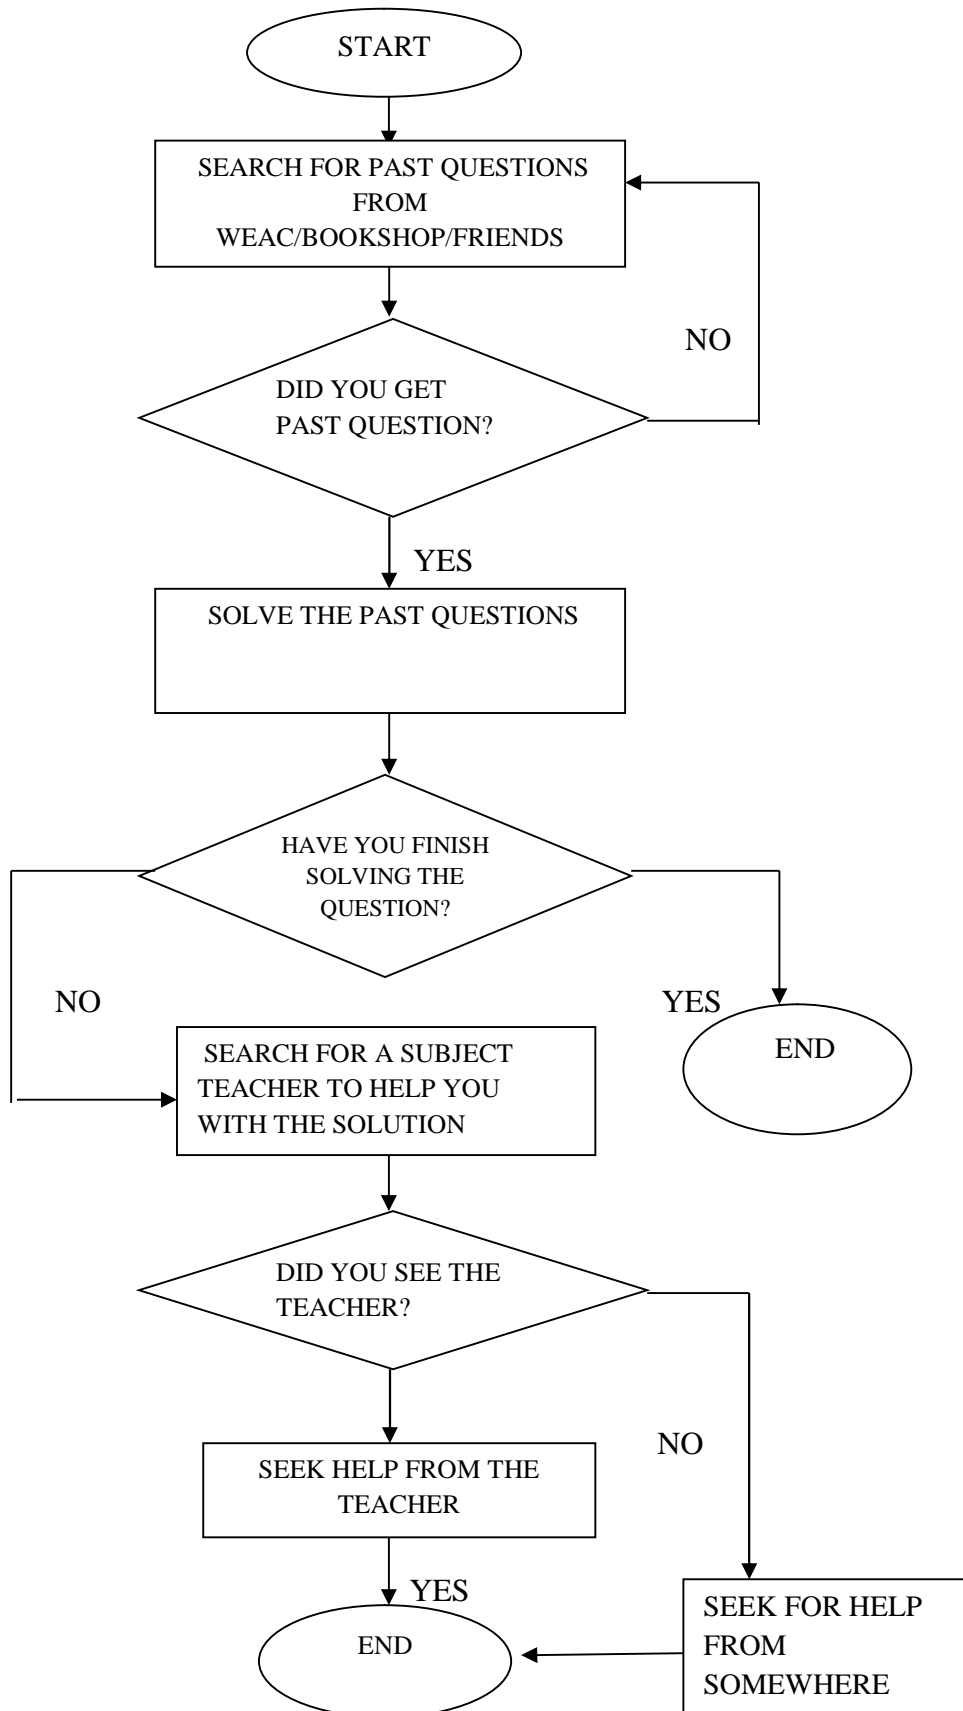 START
SEARCH FOR PAST QUESTIONS
FROM
WEAC/BOOKSHOP/FRIENDS
NO
DID YOU GET
PAST QUESTION?
YES
SOLVE THE PAST QUESTIONS
HAVE YOU FINISH
SOLVING THE
QUESTION?
NO
YES
END
SEARCH FOR A SUBJECT
TEACHER TO HELP YOU
WITH THE SOLUTION
DID YOU SEE THE
TEACHER?
NO
SEEK HELP FROM THE
TEACHER
YES
END
SEEK FOR HELP
FROM
SOMEWHERE